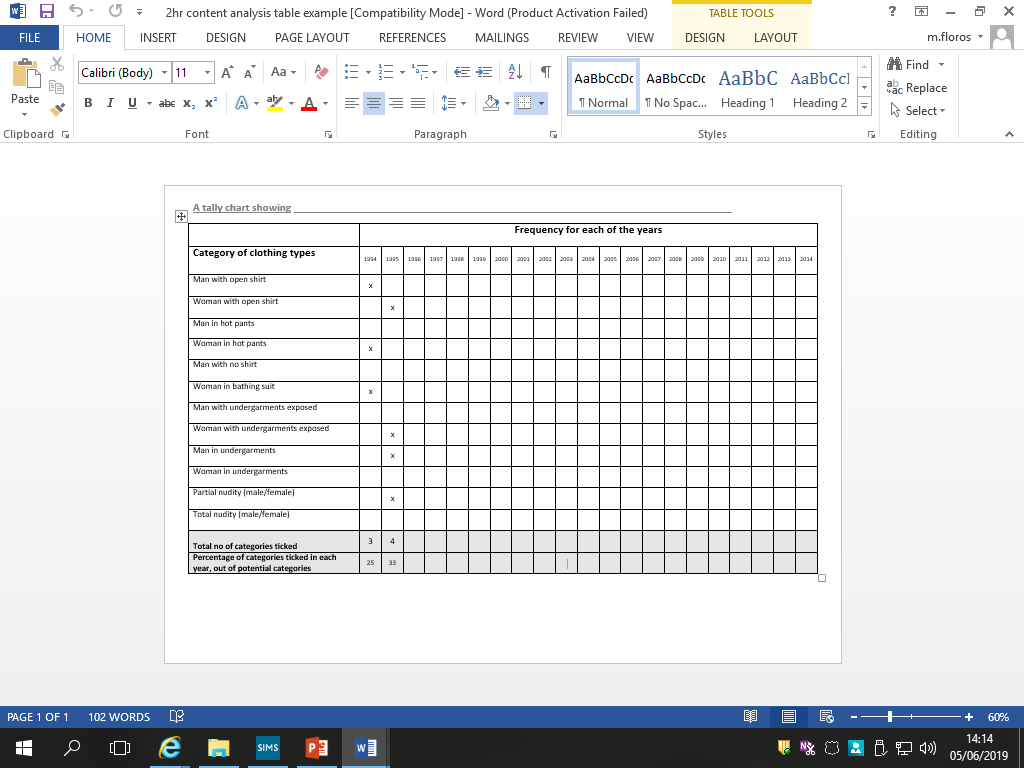 2hr content analysis table example [Compatibility Mode] - Word (Product Activation Failed)
TABLE TOOLS
FILE HOME INSERT DESIGN PAGE LAYOUT REFERENCES MAILINGS REVIEW VIEW DESIGN LAYOUT m.floros
Paste
Calibri (Body) 11
AaBbCcDc AaBbCcDc AaBbC AaBbCcI
¶ Normal ¶ No Spac... Heading 1 Heading 2
Find
Replace
Select
Clipboard Font Paragraph Styles Editing
A tally chart showing
Frequency for each of the years
Category of clothing types
1994 1995 1996 1997 1998 1999 2000 2001 2002 2003 2004 2005 2006 2007 2008 2009 2010 2011 2012 2013 2014
Man with open shirt x
Woman with open shirt x
Man in hot pants
Woman in hot pants x
Man with no shirt
Woman in bathing suit x
Man with undergarments exposed
Woman with undergarments exposed x
Man in undergarments x
Woman in undergarments
Partial nudity (male/female) x
Total nudity (male/female)
Total no of categories ticked 3 4
Percentage of categories ticked in each
year, out of potential categories 25 33
PAGE 1 OF 1 102 WORDS 60%
SIMS
14:14
05/06/2019